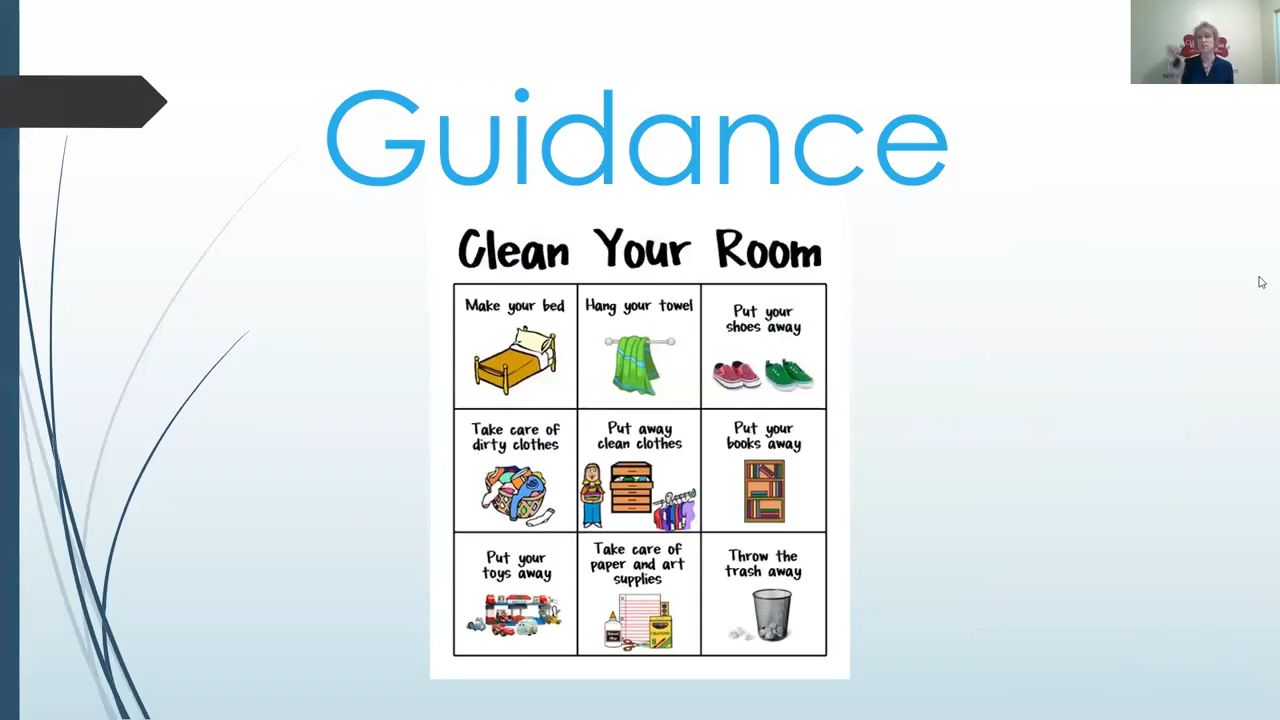 Guidance
Clean Your Room
Make your bed
Hang your towel
Put your
shoes away
Take care of
dirty clothes
Put away
clean clothes
Put your
books away
Put your
toys away
Take care of
paper and art
supplies
Throw the
trash away